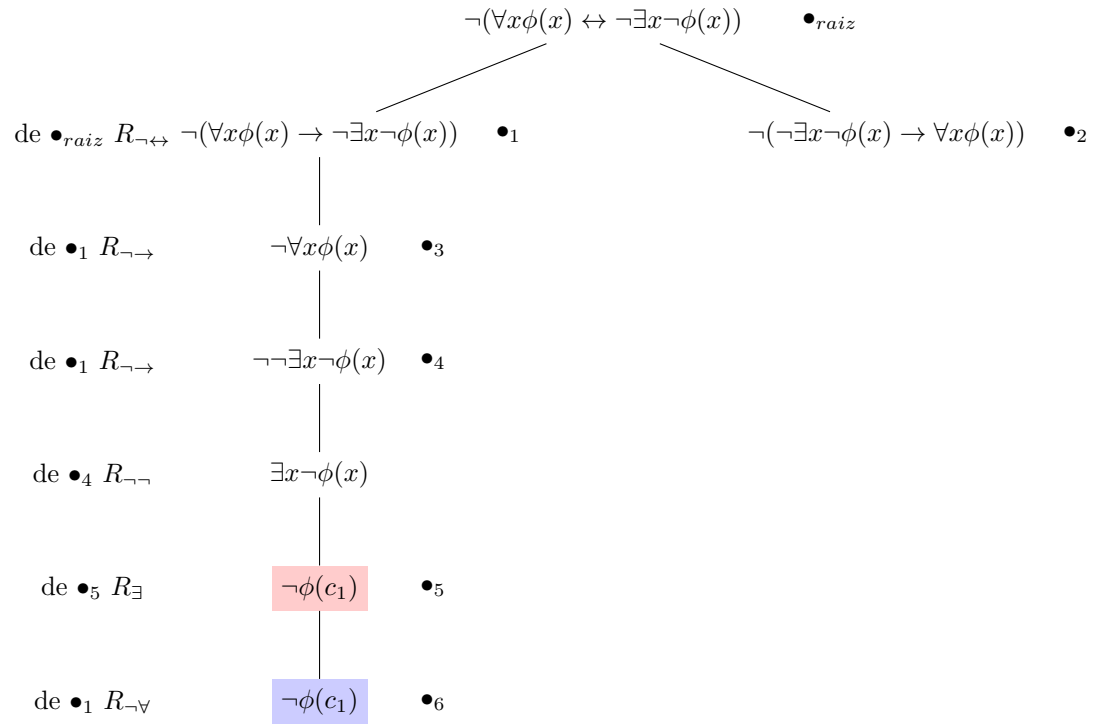 ¬(∀xϕ(x) ↔ ¬∃x¬ϕ(x)) •raiz
de •raiz R¬↔ ¬(∀xϕ(x) → ¬∃x¬ϕ(x)) •1 ¬(¬∃x¬ϕ(x) → ∀xϕ(x)) •2
de •1 R¬→ ¬∀xϕ(x) •3
de •1 R¬→ ¬¬∃x¬ϕ(x) •4
de •4 R¬¬ ∃x¬ϕ(x)
de •5 R∃ ¬ϕ(c1) •5
de •1 R¬∀ ¬ϕ(c1) •6